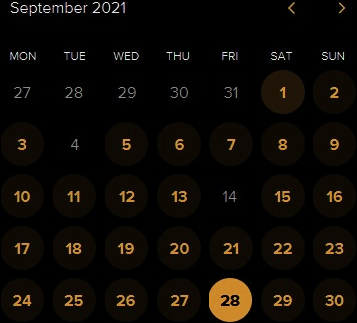 September 2021
MON TUE WED THU FRI SAT SUN
27 28 29 30 31 1 2
3 4 5 6 7 8 9
10 11 12 13 14 15 16
17 18 19 20 21 22 23
24 25 26 27 28 29 30